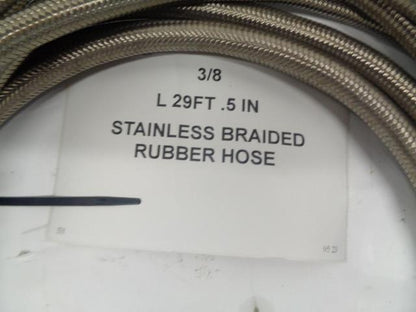 3/8
L 29FT .5 IN
STAINLESS BRAIDED
RUBBER HOSE